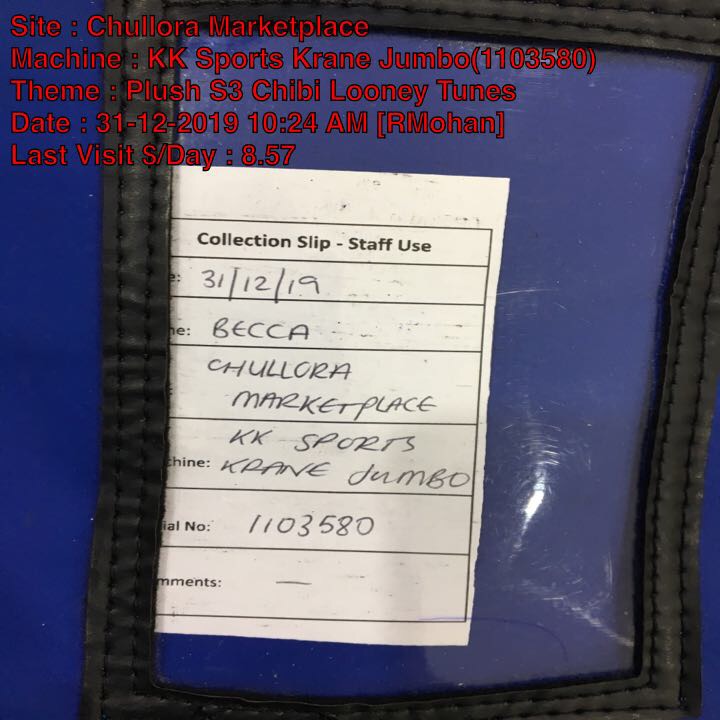 Site : Chullora Marketplace
Machine : KK Sports Krane Jumbo(1103580)
Theme : Plush S3 Chibi Looney Tunes
Date : 31-12-2019 10:24 AM [RMohan]
Last Visit $/Day : 8.57
Collection Slip - Staff Use
e: 31/12/19
ne: BECCA
CHULLORA
MARKETPLACE
KK SPORTS
chine: KRANE JUMBO
ial No: 1103580
mments: —